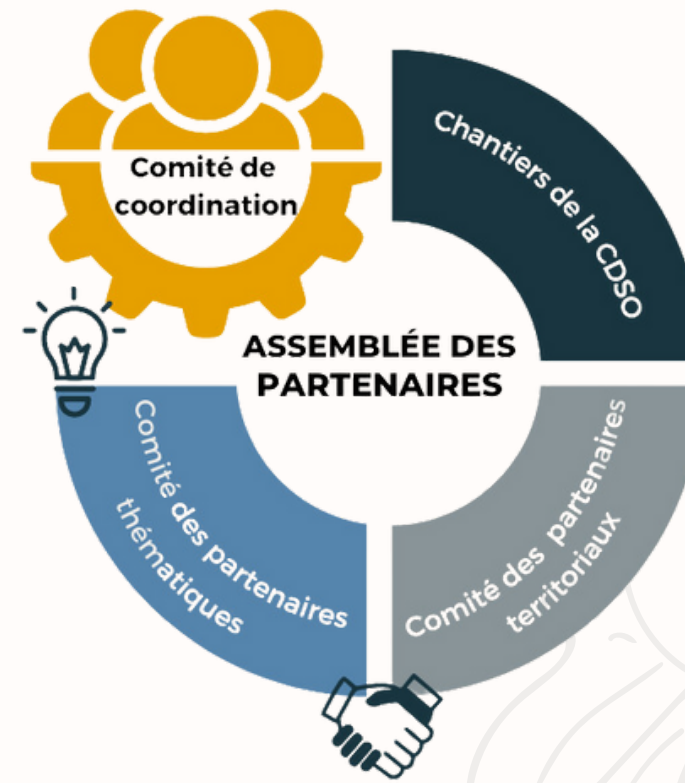 Comité de
coordination
Chantiers de la CDSO
ASSEMBLÉE DES
PARTENAIRES
Comité des partenaires
thématiques
Comité des partenaires
territoriaux